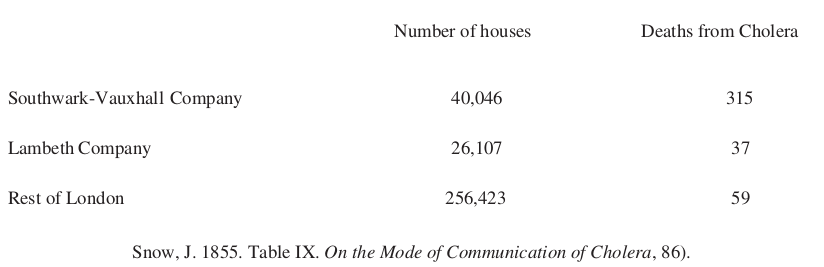 Number of houses Deaths from Cholera
Southwark-Vauxhall Company 40,046 315
Lambeth Company 26,107 37
Rest of London 256,423 59
Snow, J. 1855. Table IX. On the Mode of Communication of Cholera, 86).